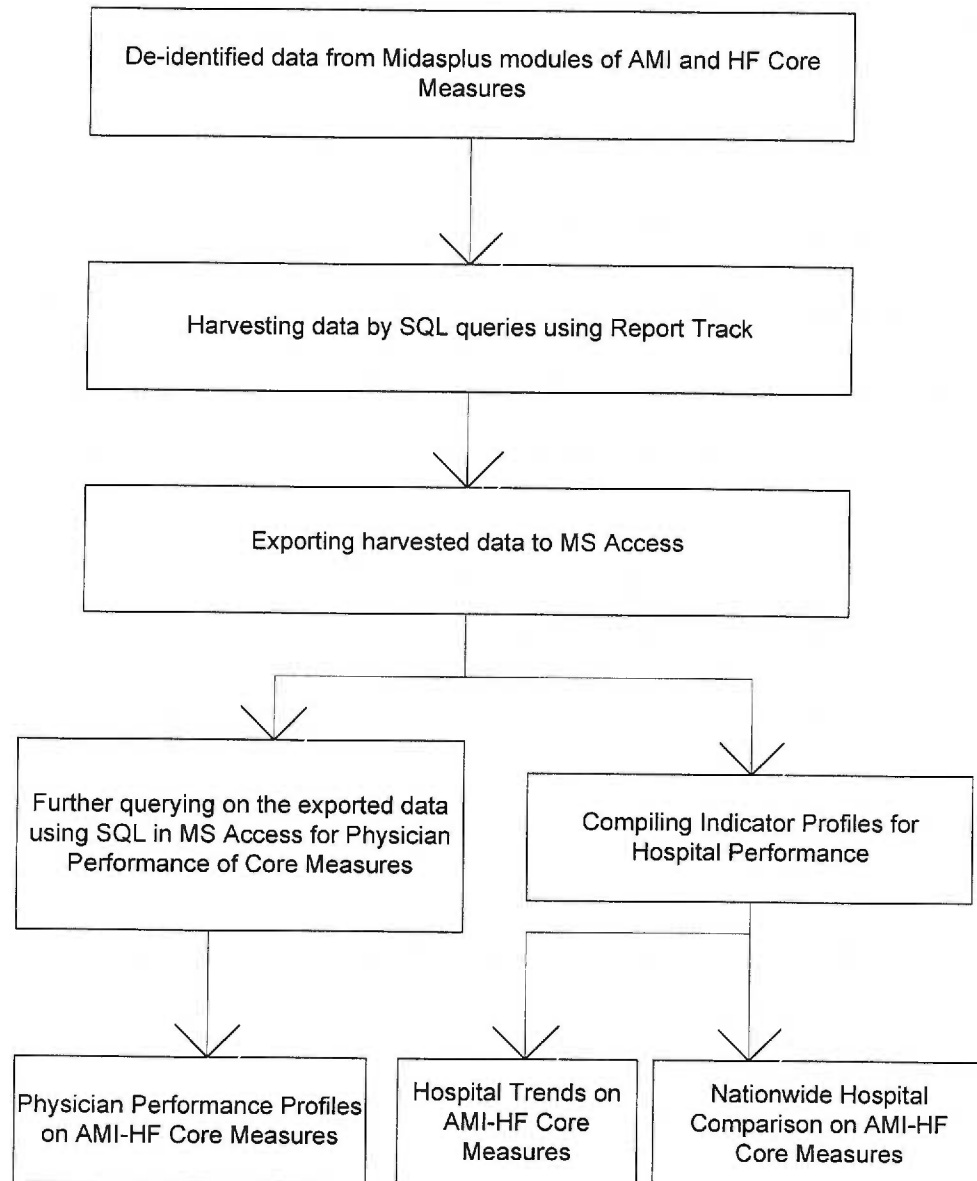 De-identified data from Midasplus modules of AMI and HF Core
Measures
Harvesting data by SQL queries using Report Track
Exporting harvested data to MS Access
Further querying on the exported data
using SQL in MS Access for Physician
Performance of Core Measures
Compiling Indicator Profiles for
Hospital Performance
Physician Performance Profiles
on AMI-HF Core Measures
Hospital Trends on
AMI-HF Core
Measures
Nationwide Hospital
Comparison on AMI-HF
Core Measures